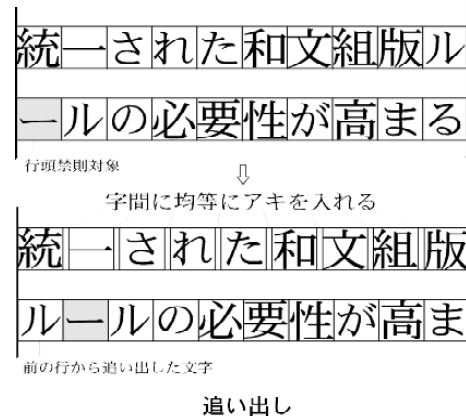 統一された和文組版ル
ールの必要性が高まる
行頭禁則対象
⇩
字間に均等にアキを入れる
統一された和文組版
ルールの必要性が高ま
前の行から追い出した文字
追い出し